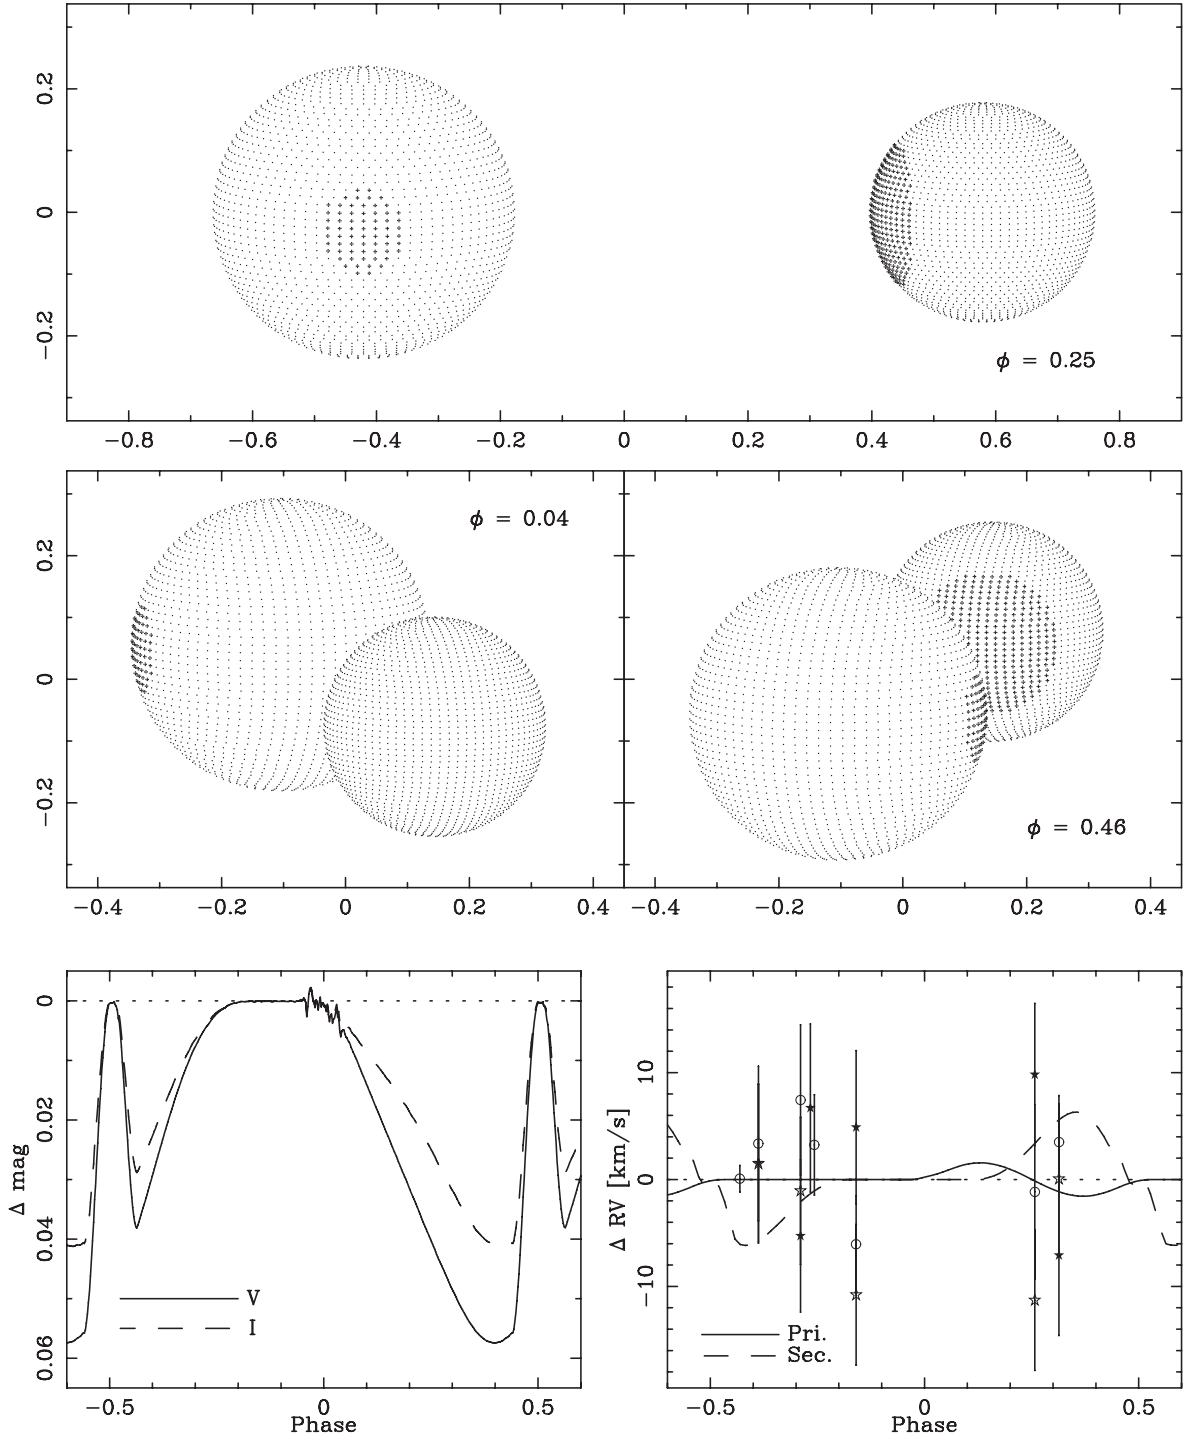 0.2
0
−0.2
ϕ = 0.25
−0.8 −0.6 −0.4 −0.2 0 0.2 0.4 0.6 0.8
0.2
0
−0.2
ϕ = 0.04
ϕ = 0.46
−0.4 −0.2 0 0.2 0.4
−0.4 −0.2 0 0.2 0.4
0
0.02
0.04
0.06
Δ mag
V
I
−0.5 0 0.5
Phase
10
0
−10
Δ RV [km/s]
Pri.
Sec.
−0.5 0 0.5
Phase